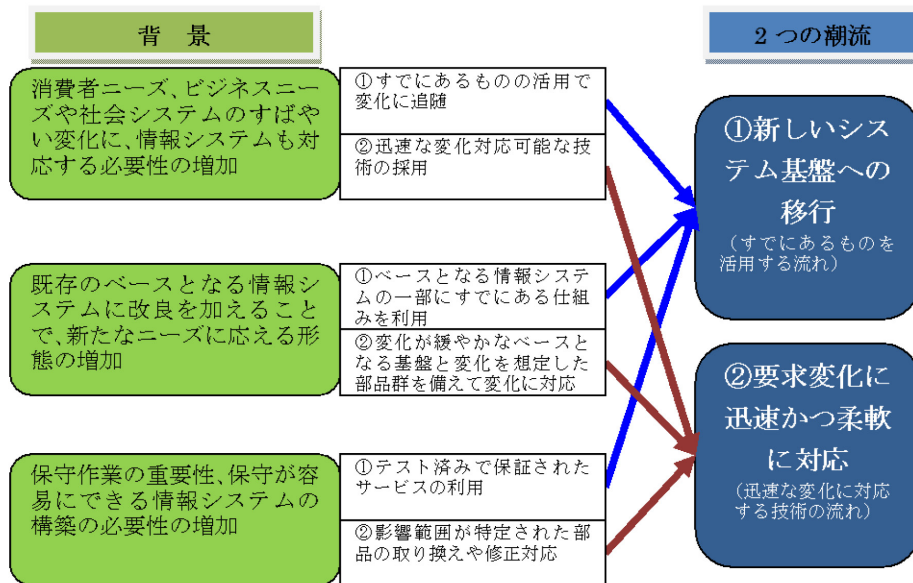 背 景
2つの潮流
消費者ニーズ、ビジネスニー
ズや社会システムのすばや
い変化に、情報システムも対
応する必要性の増加
①すでにあるものの活用で
変化に追随
②迅速な変化対応可能な技
術の採用
①新しいシス
テム基盤への
移行
(すでにあるものを
活用する流れ)
既存のベースとなる情報シ
ステムに改良を加えること
で、新たなニーズに応える形
態の増加
①ベースとなる情報システ
ムの一部にすでにある仕組
みを利用
②変化が緩やかなベースと
なる基盤と変化を想定した
部品群を備えて変化に対応
②要求変化に
迅速かつ柔軟
に対応
(迅速な変化に対応
する技術の流れ)
保守作業の重要性、保守が容
易にできる情報システムの
構築の必要性の増加
①テスト済みで保証された
サービスの利用
②影響範囲が特定された部
品の取り換えや修正対応